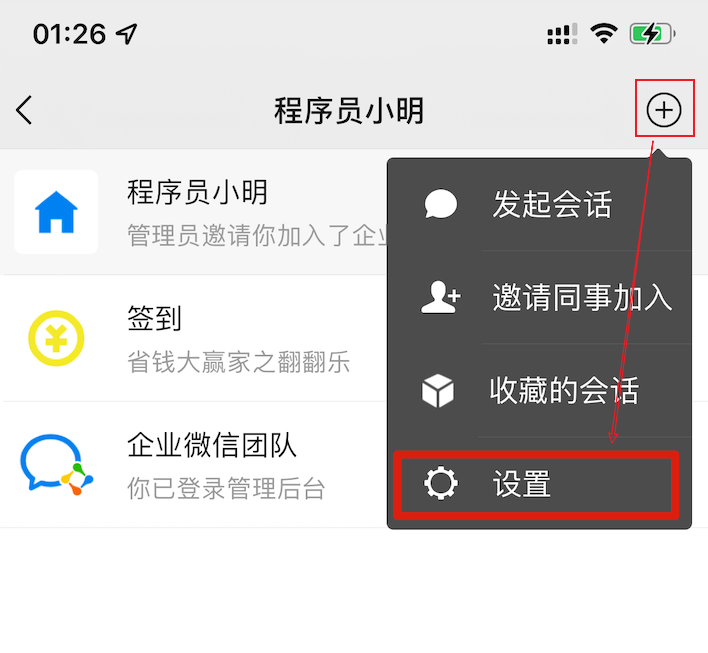 01:26
程序员小明
程序员小明
管理员邀请你加入了企业
签到
省钱大赢家之翻翻乐
企业微信团队
你已登录管理后台
发起会话
邀请同事加入
收藏的会话
设置